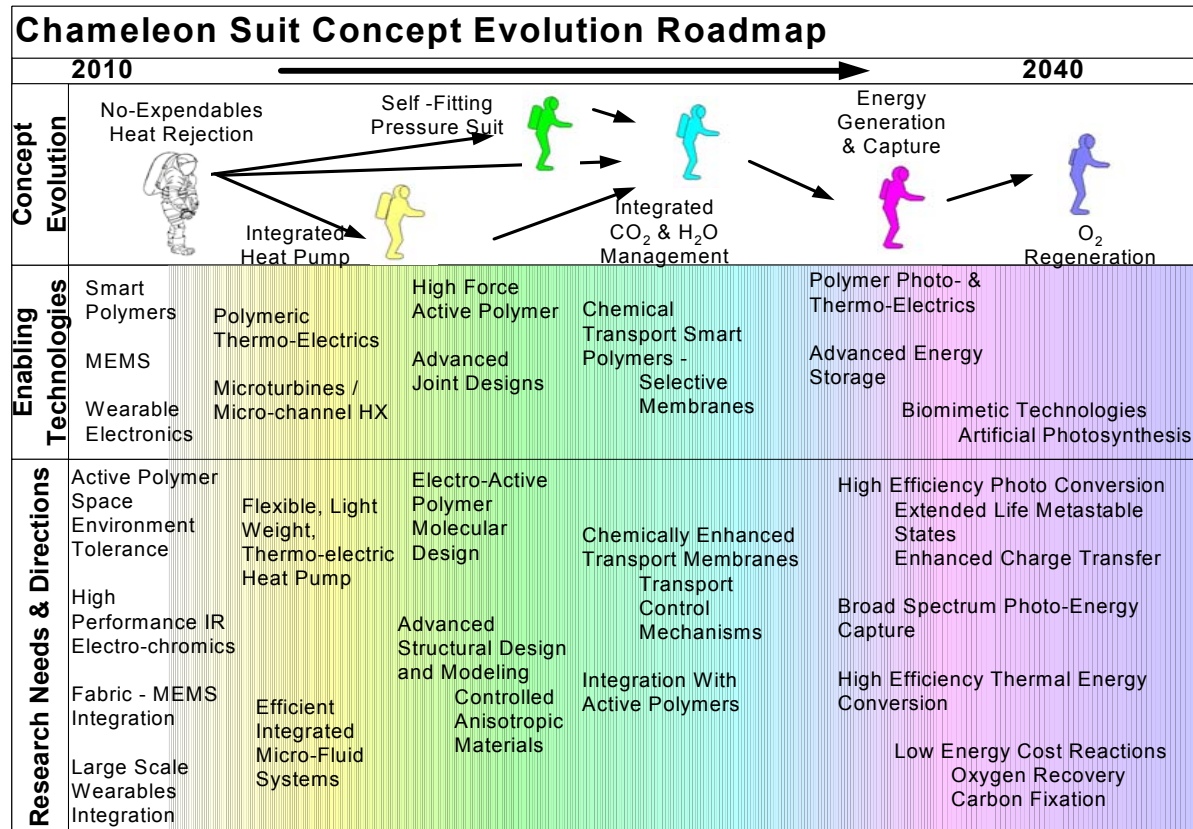 Chameleon Suit Concept Evolution Roadmap
2010
2040
Concept
Evolution
No-Expendables
Heat Rejection
Self -Fitting
Pressure Suit
Energy
Generation
& Capture
Integrated
Heat Pump
Integrated
CO2 & H2O
Management
O2
Regeneration
Enabling
Technologies
Smart
Polymers
MEMS
Wearable
Electronics
Polymeric
Thermo-Electrics
Microturbines /
Micro-channel HX
High Force
Active Polymer
Advanced
Joint Designs
Chemical
Transport Smart
Polymers -
Selective
Membranes
Polymer Photo- &
Thermo-Electrics
Advanced Energy
Storage
Biomimetic Technologies
Artificial Photosynthesis
Research Needs & Directions
Active Polymer
Space
Environment
Tolerance
High
Performance IR
Electro-chromics
Fabric - MEMS
Integration
Large Scale
Wearables
Integration
Flexible, Light
Weight,
Thermo-electric
Heat Pump
Efficient
Integrated
Micro-Fluid
Systems
Electro-Active
Polymer
Molecular
Design
Advanced
Structural Design
and Modeling
Controlled
Anisotropic
Materials
Chemically Enhanced
Transport Membranes
Transport
Control
Mechanisms
Integration With
Active Polymers
High Efficiency Photo Conversion
Extended Life Metastable
States
Enhanced Charge Transfer
Broad Spectrum Photo-Energy
Capture
High Efficiency Thermal Energy
Conversion
Low Energy Cost Reactions
Oxygen Recovery
Carbon Fixation